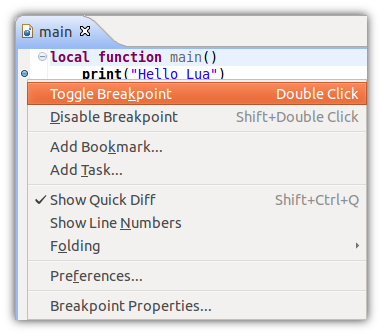 main
local function main()
print("Hello Lua")
Toggle Breakpoint Double Click
Disable Breakpoint Shift+Double Click
Add Bookmark...
Add Task...
Show Quick Diff Shift+Ctrl+Q
Show Line Numbers
Folding
Preferences...
Breakpoint Properties...